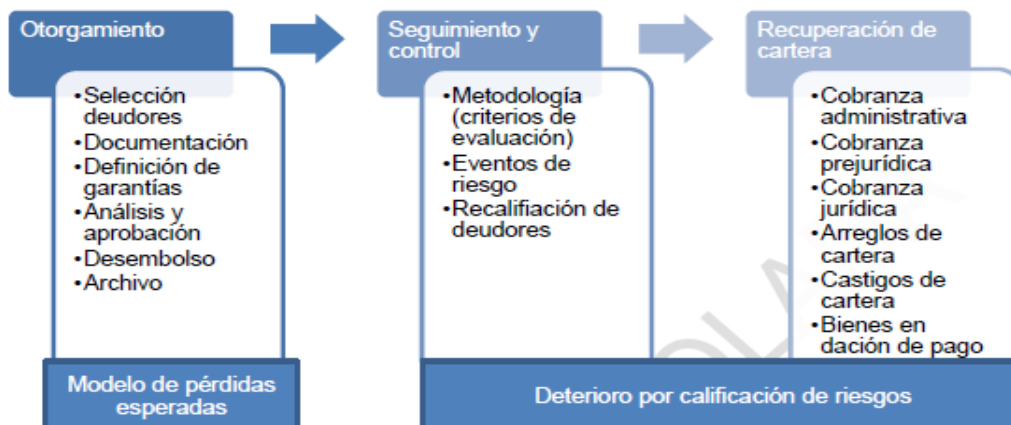 Otorgamiento
•Selección
deudores
•Documentación
•Definición de
garantías
•Análisis y
aprobación
•Desembolso
•Archivo
Modelo de pérdidas
esperadas
Seguimiento y
control
•Metodología
(criterios de
evaluación)
•Eventos de
riesgo
•Recalifiación de
deudores
Recuperación de
cartera
•Cobranza
administrativa
•Cobranza
prejurídica
•Cobranza
jurídica
•Arreglos de
cartera
•Castigos de
cartera
•Bienes en
dación de pago
Deterioro por calificación de riesgos